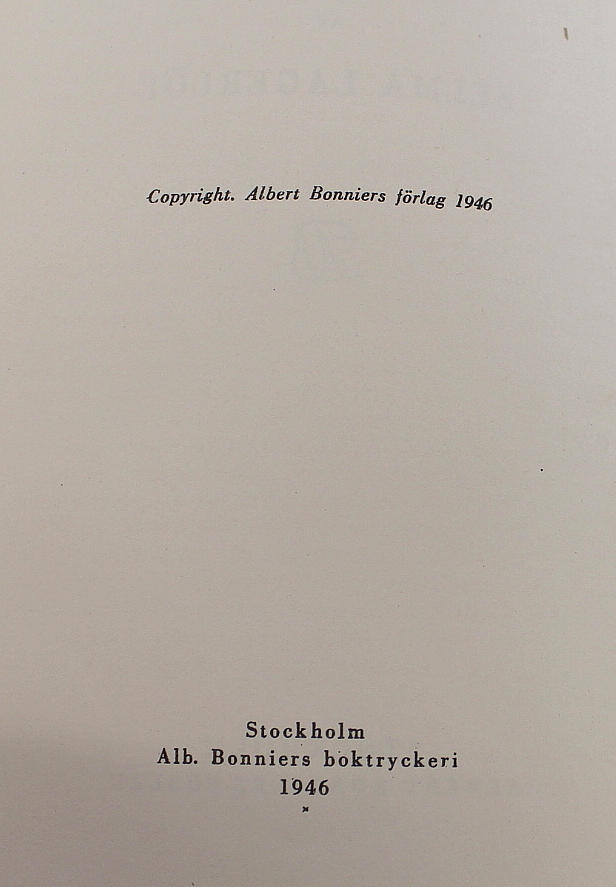 Copyright. Albert Bonniers förlag 1946
Stockholm
Alb. Bonniers boktryckeri
1946